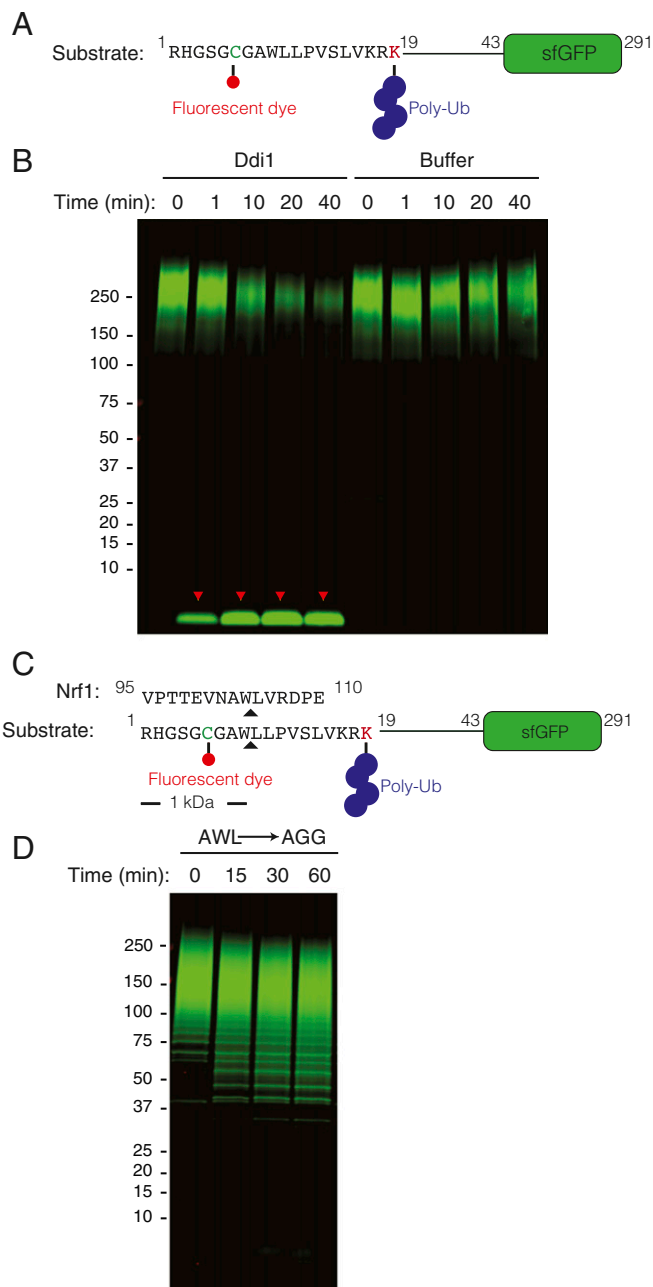 A
1 19 43 291
Substrate: RHGSGCGAWLLPVSLVKRK sfGFP
Fluorescent dye Poly-Ub
B
Ddi1 Buffer
Time (min): 0 1 10 20 40 0 1 10 20 40
250 -
150 -
100 -
75 -
50 -
37 -
25 -
20 -
15 -
10 -
C
Nrf1: 95 VPTTEVNAWLVRDPE 110
1 19 43 291
Substrate: RHGSGCGAWLLPVSLVKRK sfGFP
Fluorescent dye Poly-Ub
1 kDa
D
AWL → AGG
Time (min): 0 15 30 60
250 -
150 -
100 -
75 -
50 -
37 -
25 -
20 -
15 -
10 -